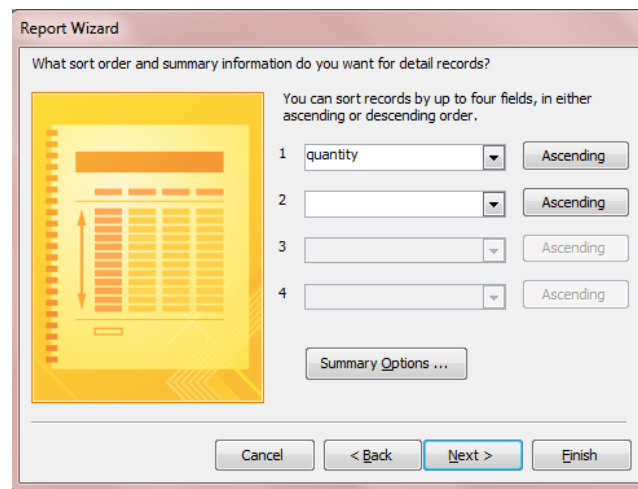 Report Wizard
What sort order and summary information do you want for detail records?
You can sort records by up to four fields, in either
ascending or descending order.
1 quantity Ascending
2 Ascending
3 Ascending
4 Ascending
Summary Options ...
Cancel < Back Next > Finish